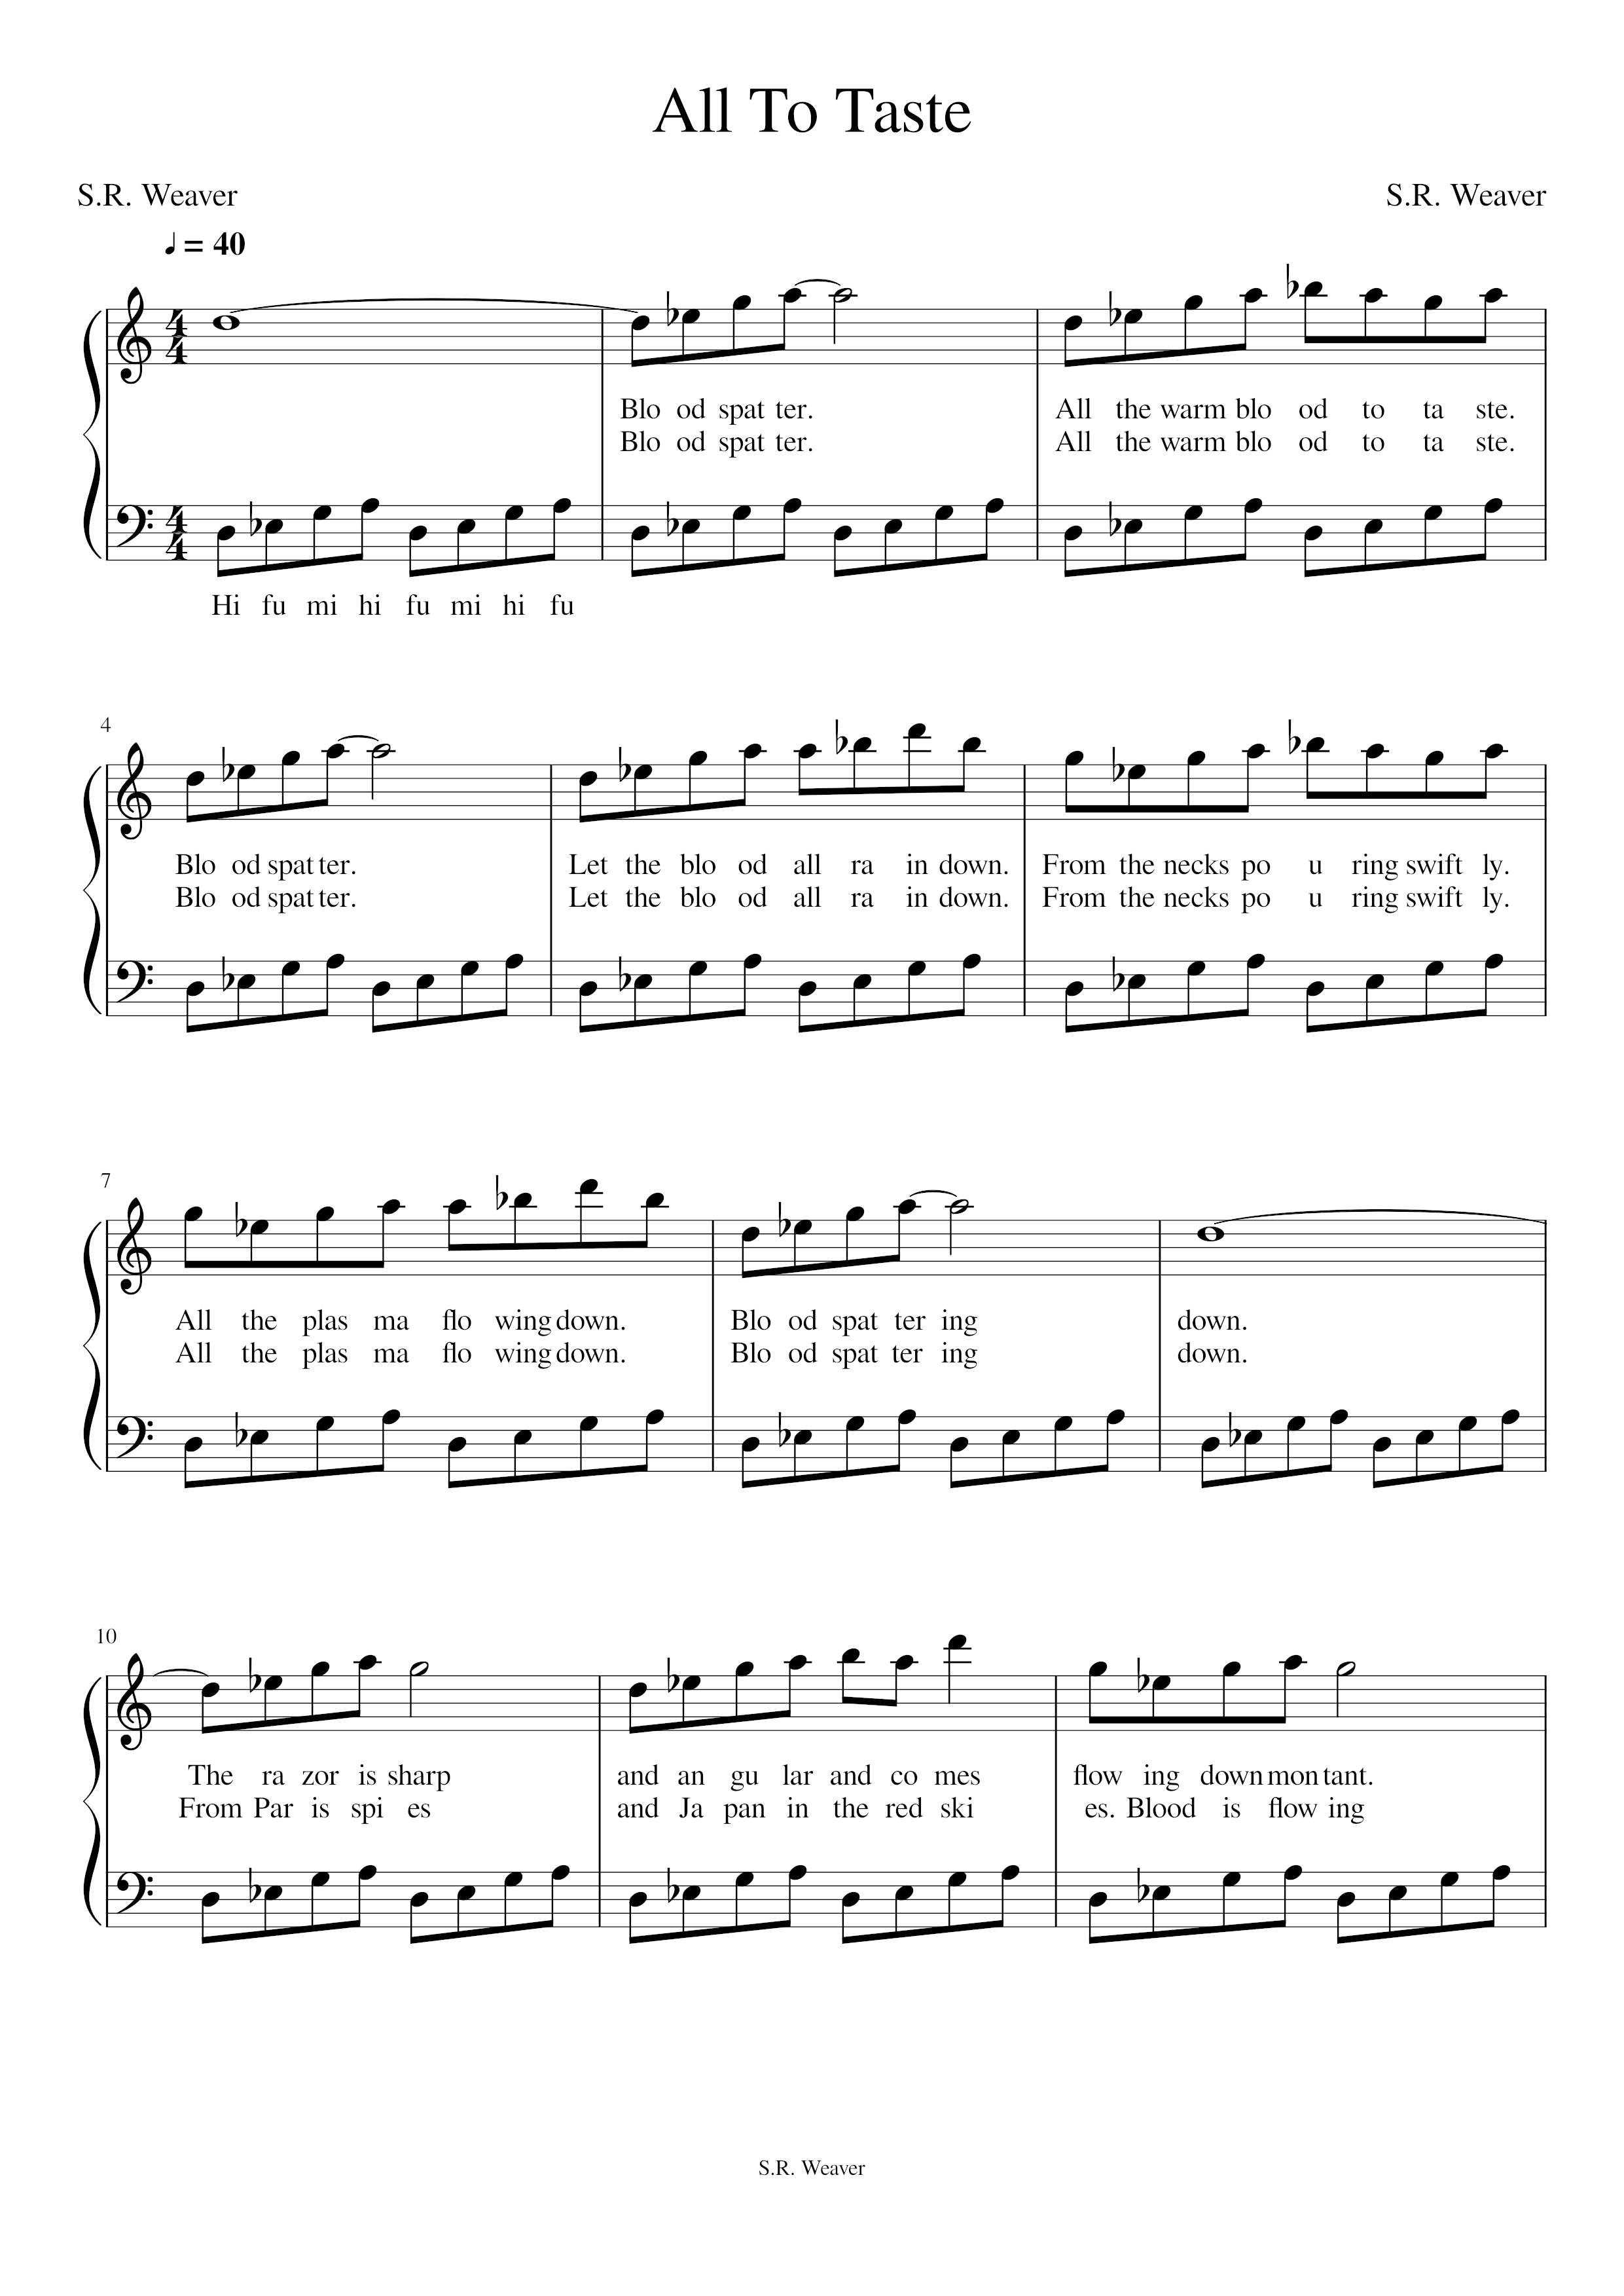 All To Taste
S.R. Weaver
S.R. Weaver
= 40
4
4
Blo od spat ter.
All the warm blo od to ta ste.
Blo od spat ter.
All the warm blo od to ta ste.
4
4
Hi fu mi hi fu mi hi fu
4
Blo od spat ter.
Let the blo od all ra in down.
From the necks po u ring swift ly.
Blo od spat ter.
Let the blo od all ra in down.
From the necks po u ring swift ly.
7
All the plas ma flo wing down.
Blo od spat ter ing
down.
All the plas ma flo wing down.
Blo od spat ter ing
down.
10
The ra zor is sharp
and an gu lar and co mes
flow ing down mon tant.
From Par is spi es
and Ja pan in the red ski
es. Blood is flow ing
S.R. Weaver